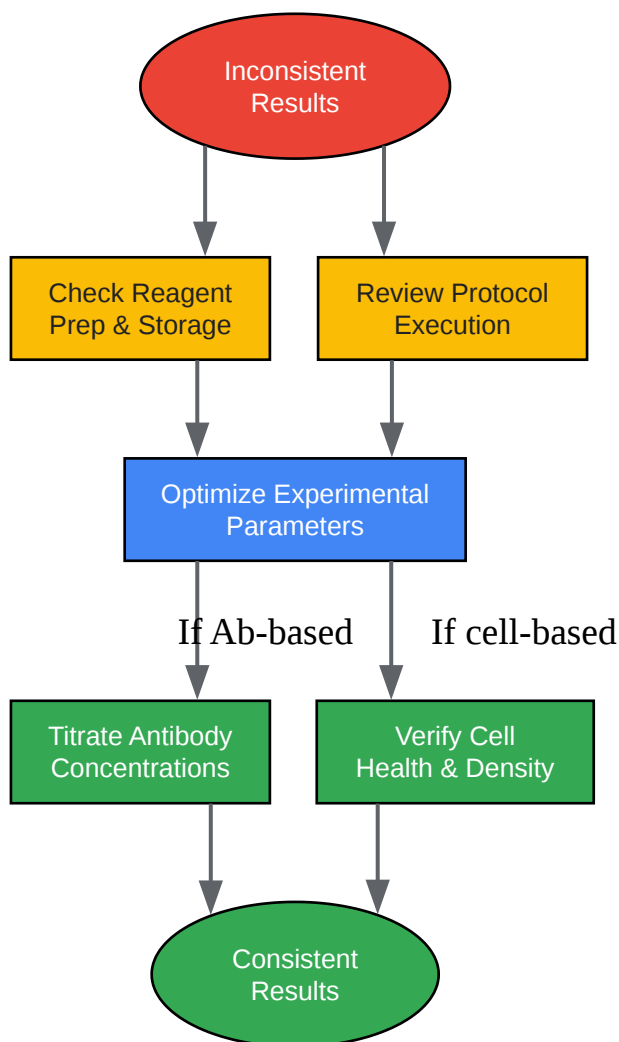 Inconsistent
Results
Check Reagent
Prep & Storage
Review Protocol
Execution
Optimize Experimental
Parameters
If Ab-based
If cell-based
Titrate Antibody
Concentrations
Verify Cell
Health & Density
Consistent
Results